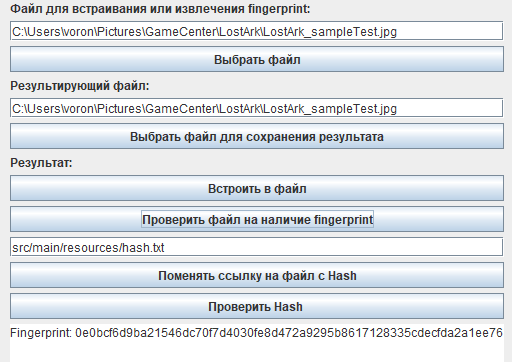 Файл для встраивания или извлечения fingerprint:
C:\Users\voron\Pictures\GameCenter\LostArk\LostArk_sampleTest.jpg
Выбрать файл
Результирующий файл:
C:\Users\voron\Pictures\GameCenter\LostArk\LostArk_sampleTest.jpg
Выбрать файл для сохранения результата
Результат:
Встроить в файл
Проверить файл на наличие fingerprint
src/main/resources/hash.txt
Поменять ссылку на файл с Hash
Проверить Hash
Fingerprint: 0e0bcf6d9ba21546dc70f7d4030fe8d472a9295b8617128335cdecfda2a1ee76